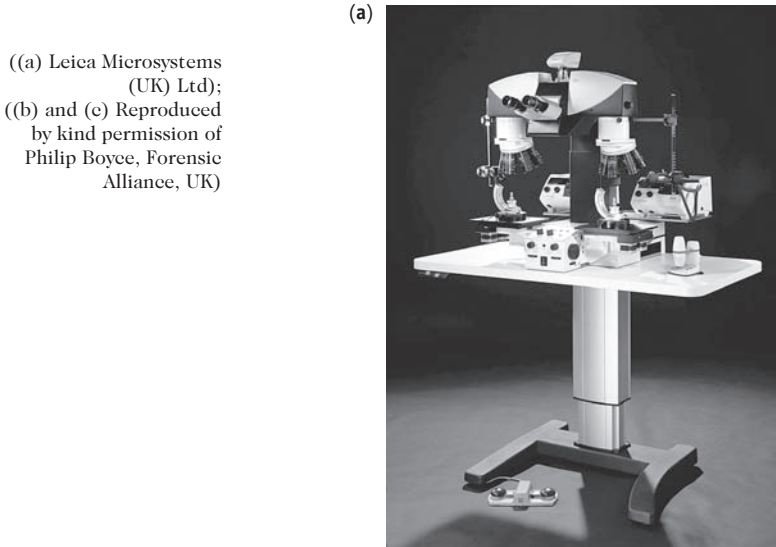 (a)
((a) Leica Microsystems
(UK) Ltd);
((b) and (c) Reproduced
by kind permission of
Philip Boyce, Forensic
Alliance, UK)